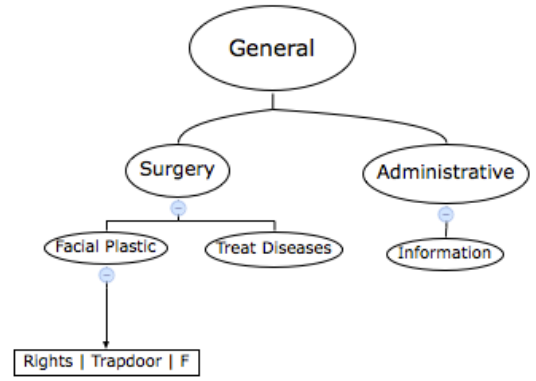 General
Surgery
Administrative
Facial Plastic
Treat Diseases
Information
Rights | Trapdoor | F